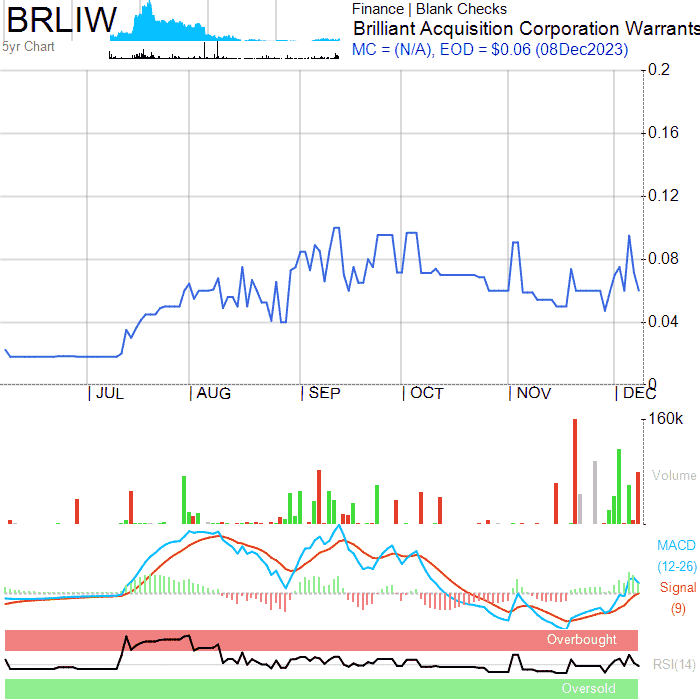 BRLIW
5yr Chart
Finance | Blank Checks
Brilliant Acquisition Corporation Warrants
MC = (N/A), EOD = $0.06 (08Dec2023)
0.2
0.16
0.12
0.08
0.04
0
JUL AUG SEP OCT NOV DEC
160k
Volume
MACD
(12-26)
Signal
(9)
Overbought
RSI(14)
Oversold